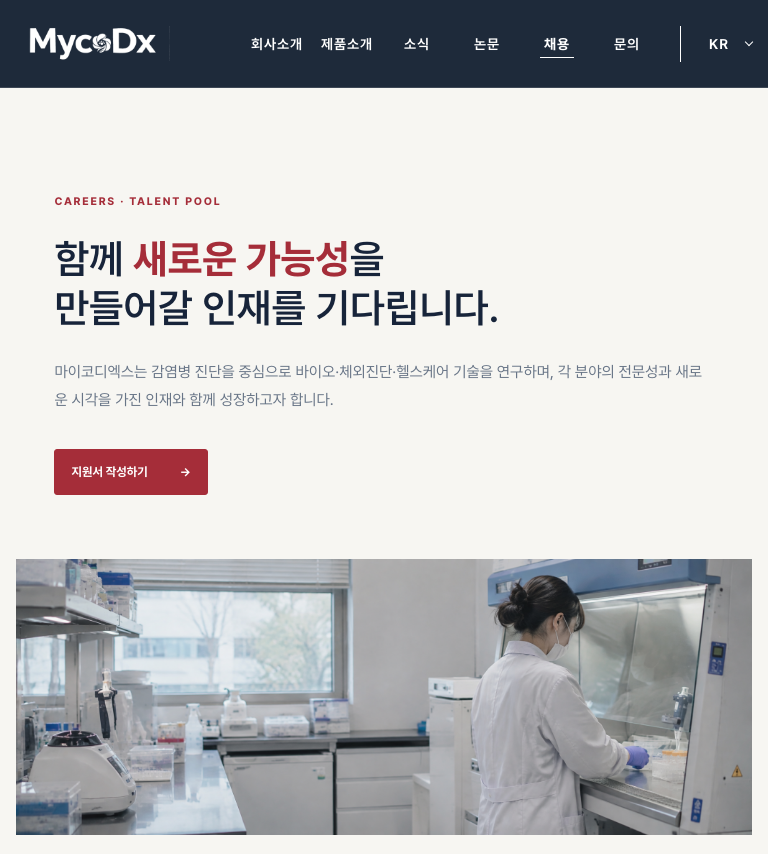 MycoDx
회사소개 제품소개 소식 논문 채용 문의 KR
CAREERS · TALENT POOL
함께 새로운 가능성을
만들어갈 인재를 기다립니다.
마이코디엑스는 감염병 진단을 중심으로 바이오·체외진단·헬스케어 기술을 연구하며, 각 분야의 전문성과 새로
운 시각을 가진 인재와 함께 성장하고자 합니다.
지원서 작성하기 →